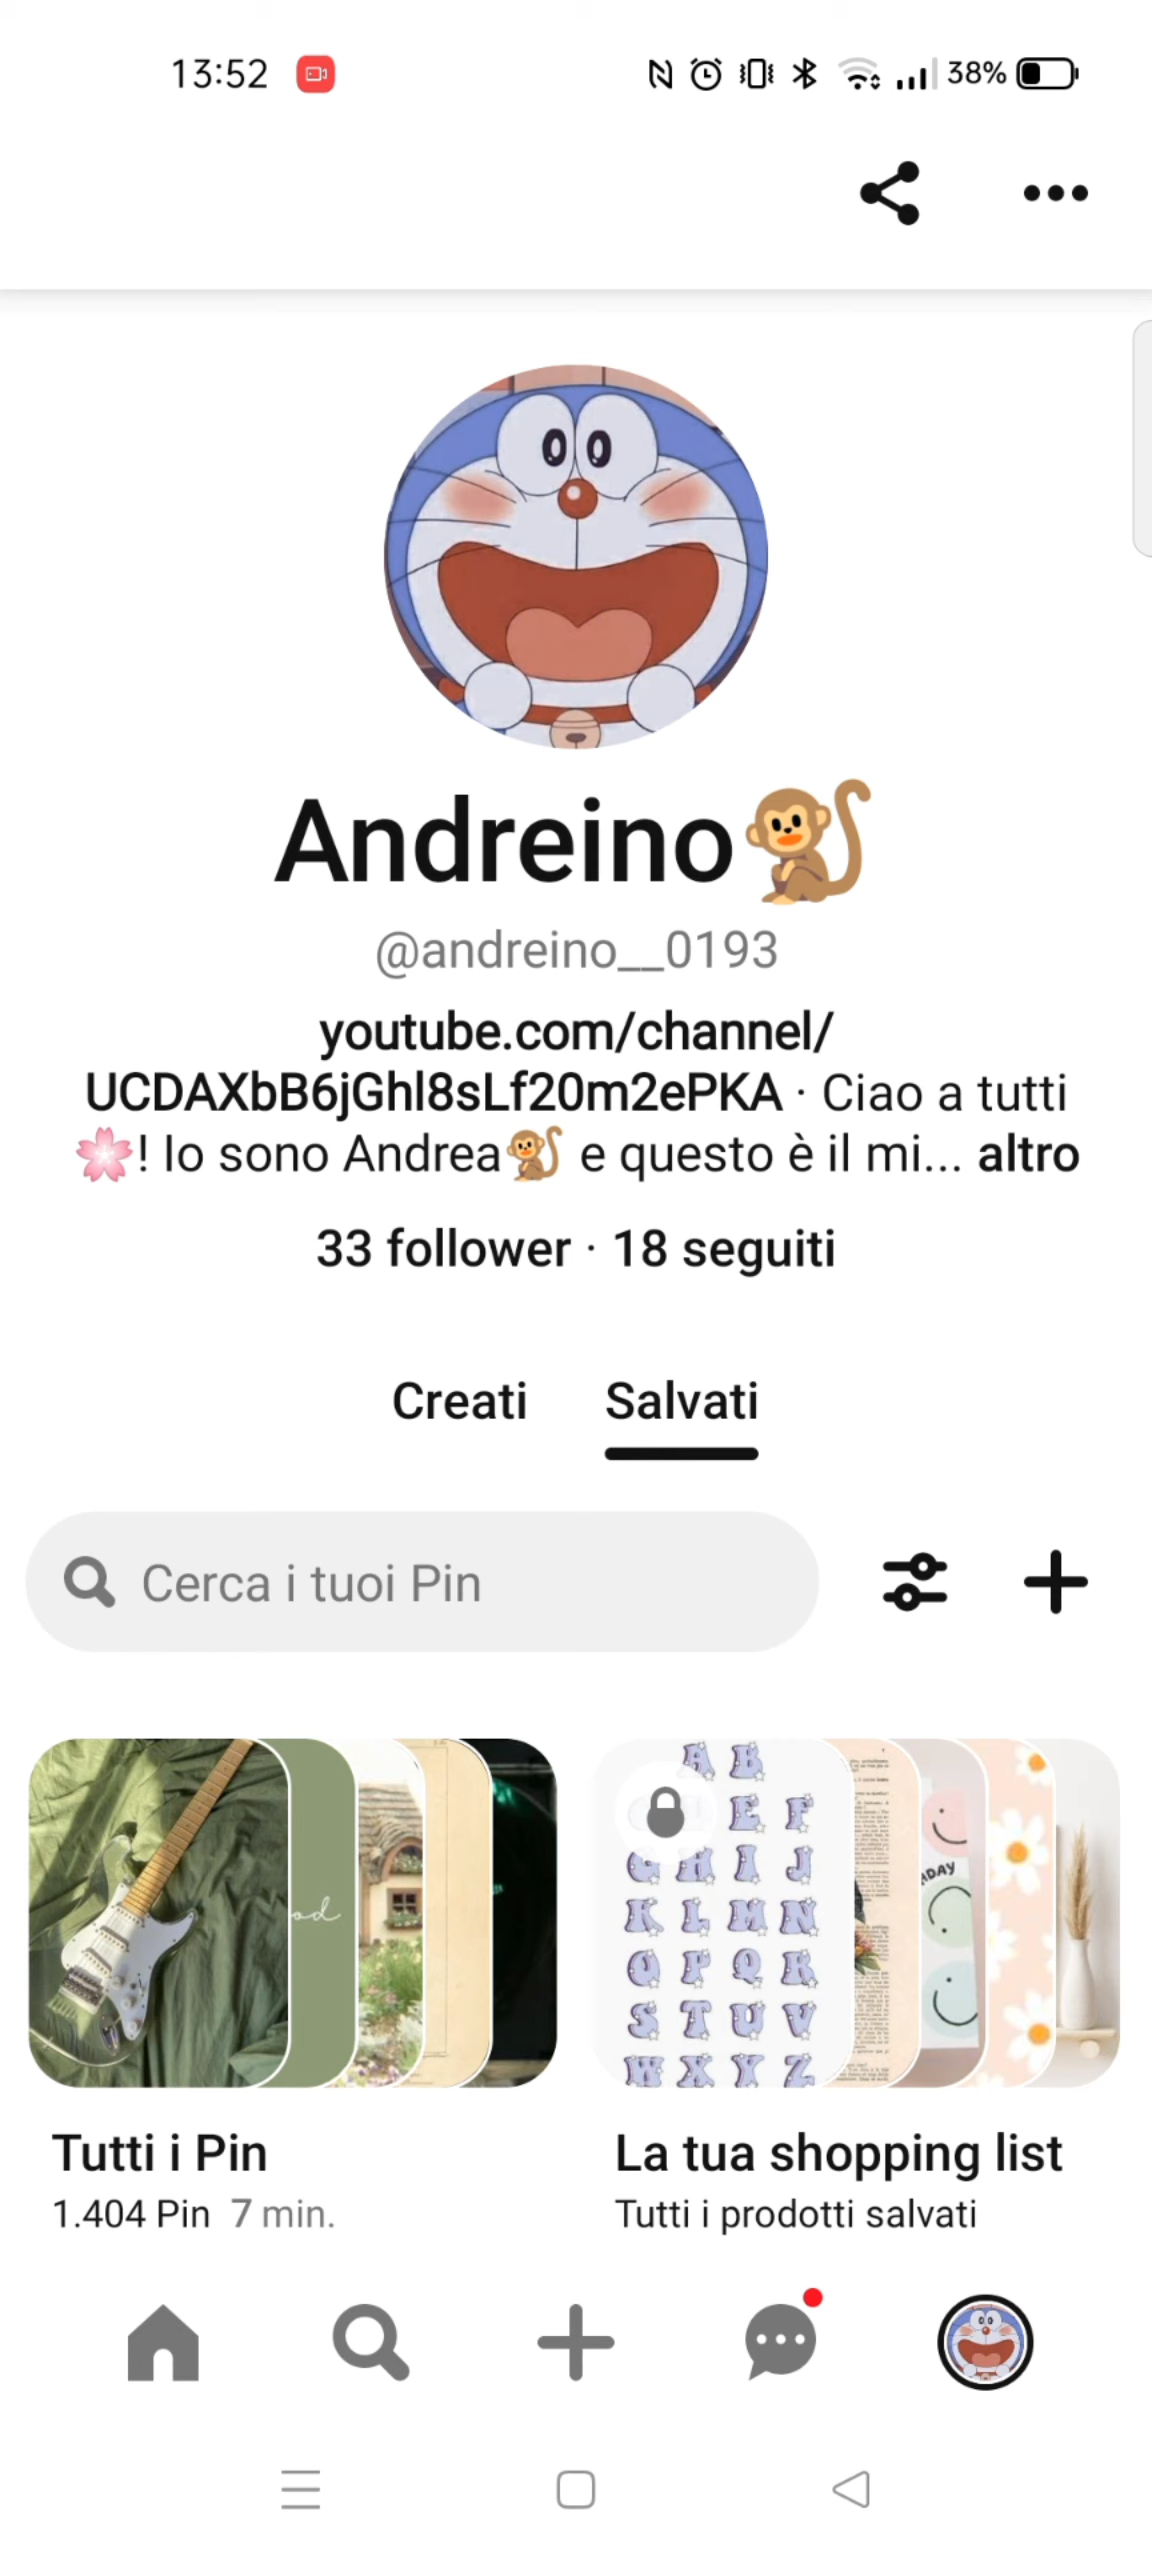 13:52 38%
Andreino🐒
@andreino__0193
youtube.com/channel/
UCDAXbB6jGhl8sLf20m2ePKA · Ciao a tutti
🌸! Io sono Andrea🐒 e questo è il mi... altro
33 follower · 18 seguiti
Creati Salvati
Cerca i tuoi Pin
A B
E F
G H I J
K L M N
O P Q R
S T U V
W X Y Z
Tutti i Pin
1.404 Pin 7 min.
La tua shopping list
Tutti i prodotti salvati